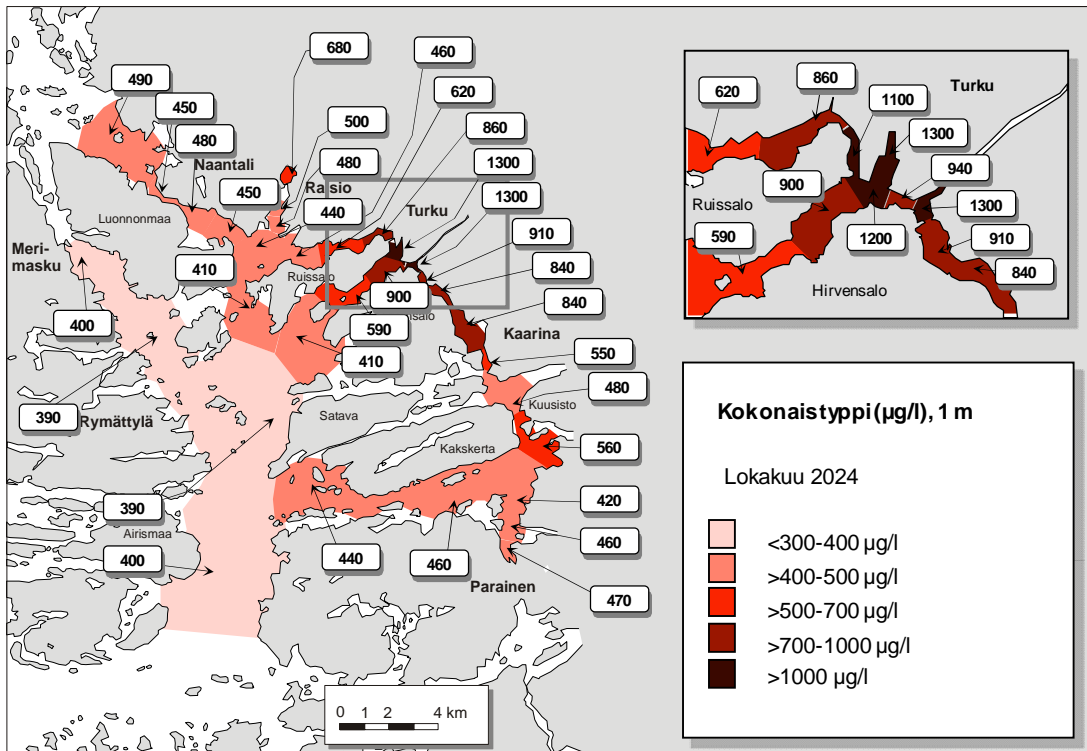 680
460
490
620
450
500
860
480
Naantali
480
1300
450
Raisio
440
1300
Turku
Luonnonmaa
910
Meri-
masku
410
Ruissalo
840
900
400
590
840
Kaarina
410
550
390
Rymättylä
480
Satava
Kuusisto
Kakskerta
560
390
420
Airismaa
400
440
460
460
Parainen
470
0 1 2 4 km
860
Turku
620
1100
1300
940
900
Ruissalo
1300
590
1200
910
840
Hirvensalo
Kokonaistyppi (µg/l), 1 m
Lokakuu 2024
<300-400 µg/l
>400-500 µg/l
>500-700 µg/l
>700-1000 µg/l
>1000 µg/l